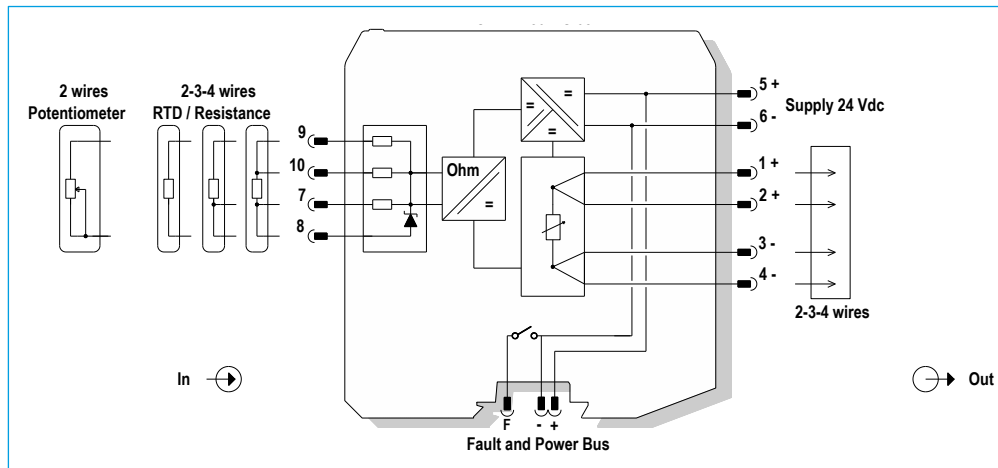 2 wires
Potentiometer
2-3-4 wires
RTD / Resistance
9
10
7
8
Ohm
=
=
=
=
5 +
6 -
Supply 24 Vdc
1 +
2 +
3 -
4 -
2-3-4 wires
In
Out
F - +
Fault and Power Bus